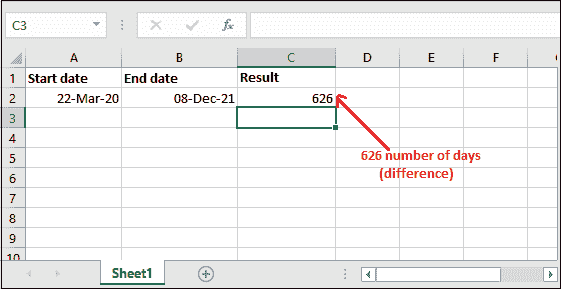 C3
fx
A B C D E F
1 Start date End date Result
2 22-Mar-20 08-Dec-21 626
3
4
626 number of days
5
(difference)
6
7
8
9
10
Sheet1